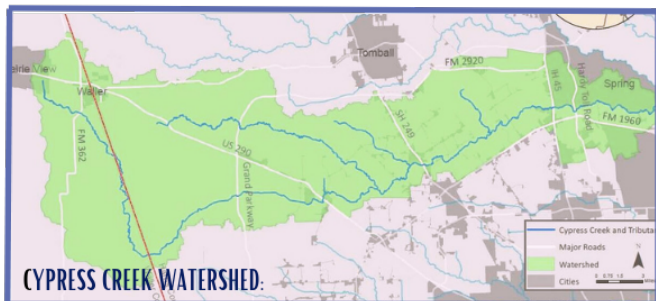 Tomball
FM 2920
IH 45
Hardy Toll Road
Spring
FM 1960
Prairie View
Waller
FM 362
US 290
Grand Parkway
SH 249
Cypress Creek and Tributar
Major Roads
Watershed
Cities
N
CYPRESS CREEK WATERSHED: